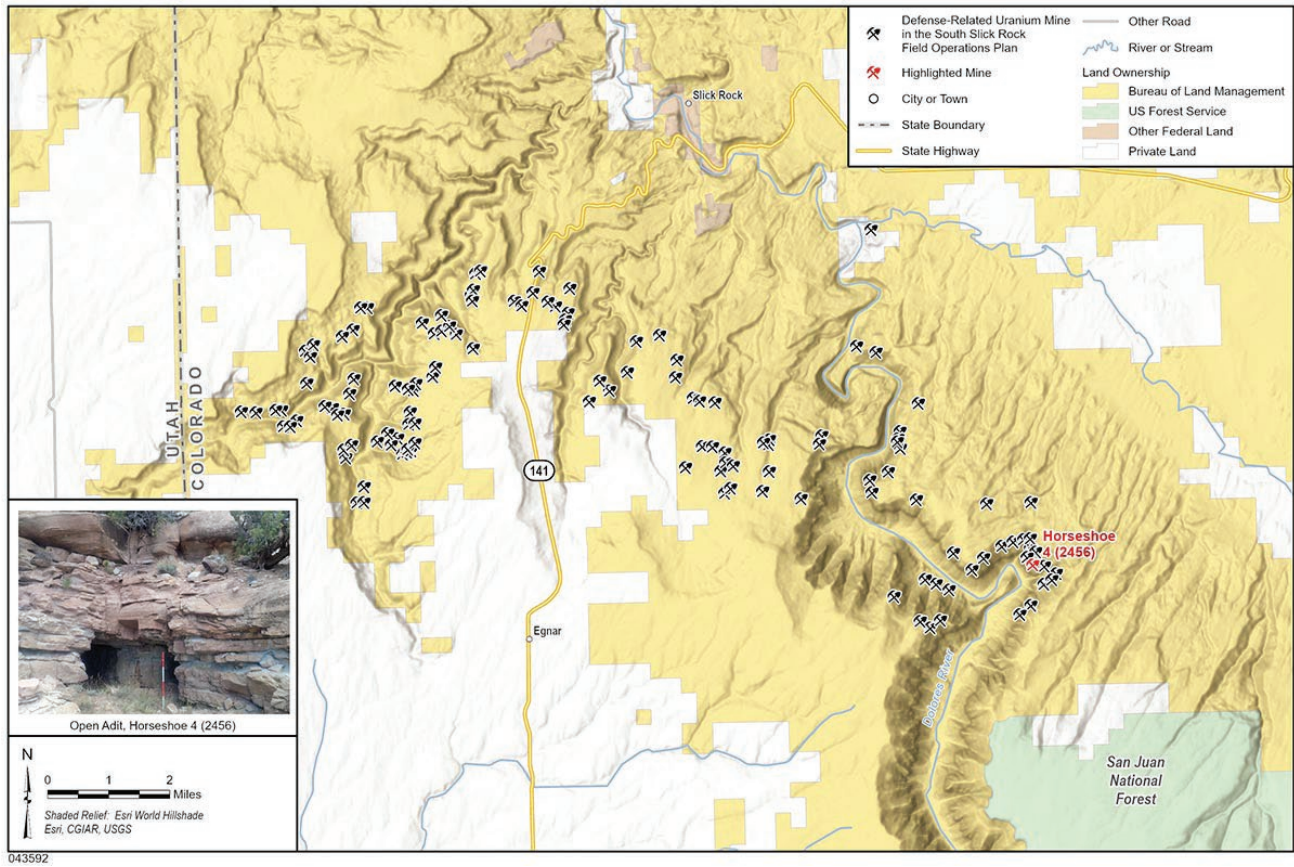 Defense-Related Uranium Mine
in the South Slick Rock
Field Operations Plan
Highlighted Mine
City or Town
State Boundary
State Highway
Other Road
River or Stream
Land Ownership
Bureau of Land Management
US Forest Service
Other Federal Land
Private Land
Slick Rock
UTAH
COLORADO
141
Horseshoe
4 (2456)
Egnar
Dolores River
San Juan
National
Forest
Open Adit, Horseshoe 4 (2456)
N
0 1 2
Miles
Shaded Relief: Esri World Hillshade
Esri, CGIAR, USGS
043592